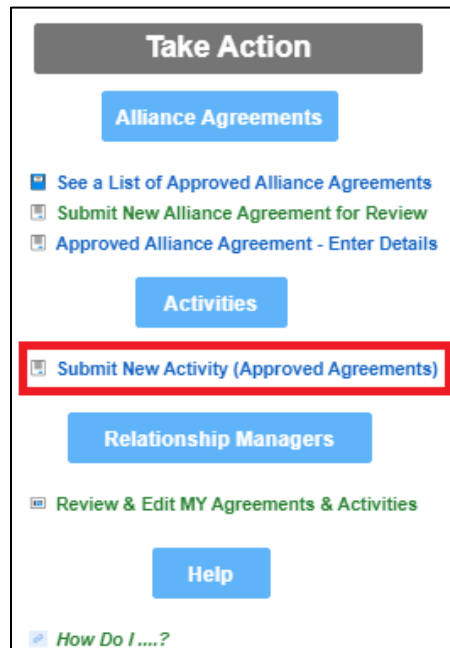 Take Action
Alliance Agreements
See a List of Approved Alliance Agreements
Submit New Alliance Agreement for Review
Approved Alliance Agreement - Enter Details
Activities
Submit New Activity (Approved Agreements)
Relationship Managers
Review & Edit MY Agreements & Activities
Help
How Do I ....?